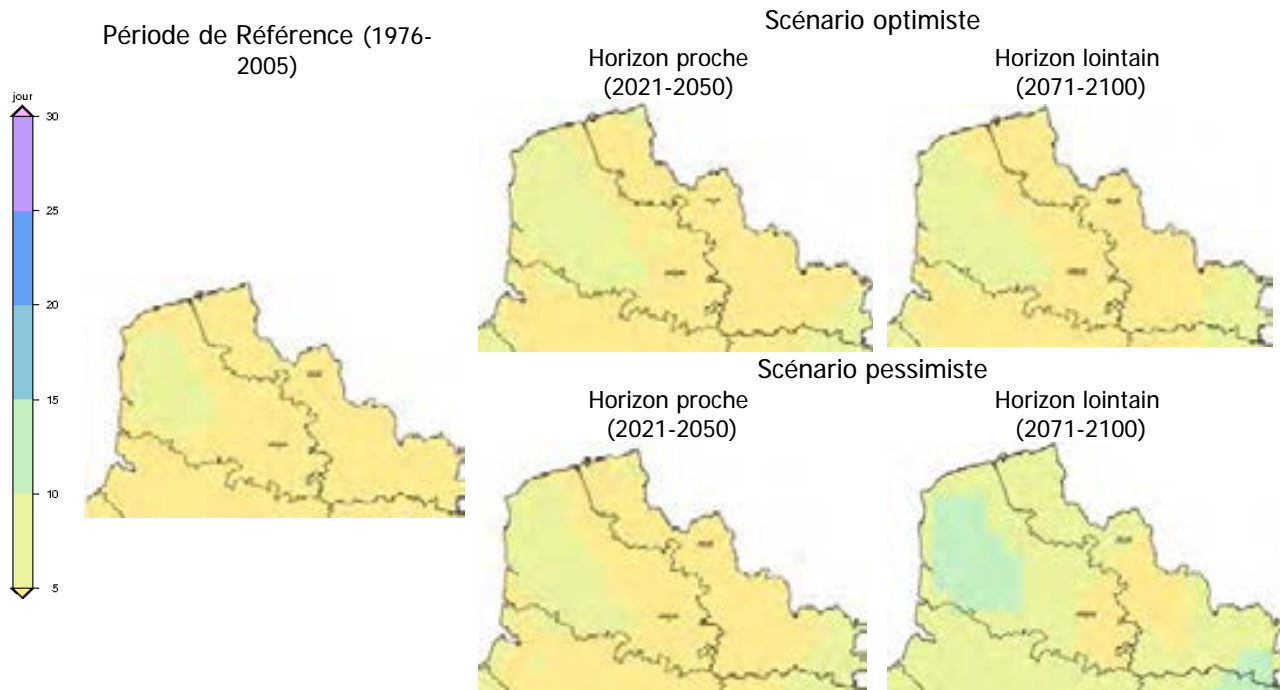 Période de Référence (1976-
2005)
Scénario optimiste
Horizon proche
(2021-2050)
Horizon lointain
(2071-2100)
jour
30
25
20
15
10
5
Scénario pessimiste
Horizon proche
(2021-2050)
Horizon lointain
(2071-2100)